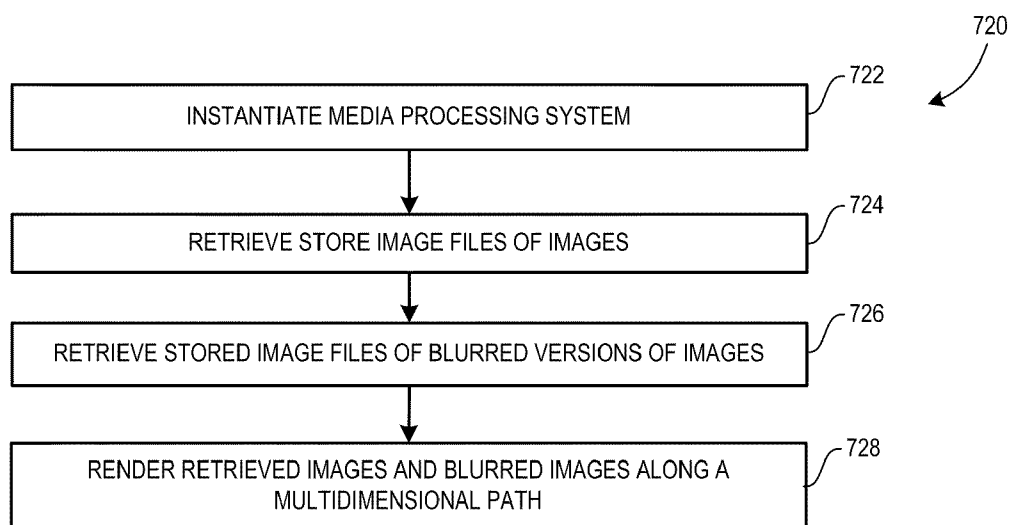 720
722
INSTANTIATE MEDIA PROCESSING SYSTEM
724
RETRIEVE STORE IMAGE FILES OF IMAGES
726
RETRIEVE STORED IMAGE FILES OF BLURRED VERSIONS OF IMAGES
728
RENDER RETRIEVED IMAGES AND BLURRED IMAGES ALONG A
MULTIDIMENSIONAL PATH